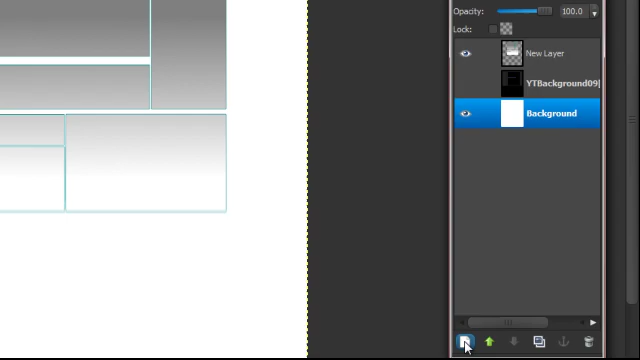 Opacity: 100.0
Lock:
New Layer
YTBackground09
Background